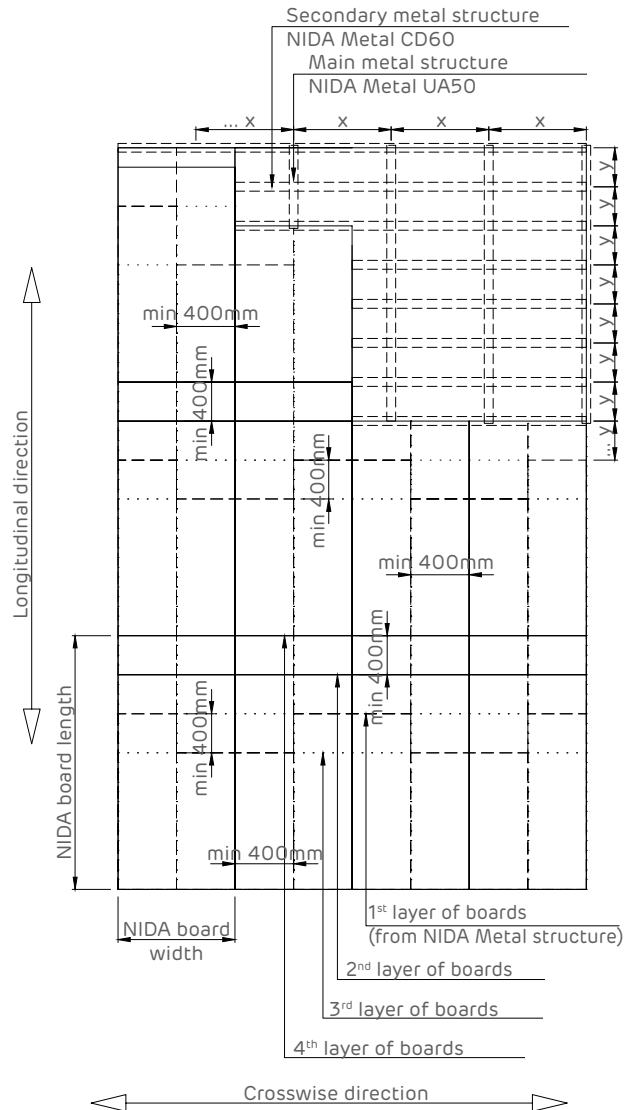 Secondary metal structure
NIDA Metal CD60
Main metal structure
NIDA Metal UA50
... x
x
x
x
y
y
y
y
y
y
y
... y
min 400mm
min 400mm
min 400mm
min 400mm
min 400mm
min 400mm
min 400mm
Longitudinal direction
NIDA board length
NIDA board
width
1st layer of boards
(from NIDA Metal structure)
2nd layer of boards
3rd layer of boards
4th layer of boards
Crosswise direction